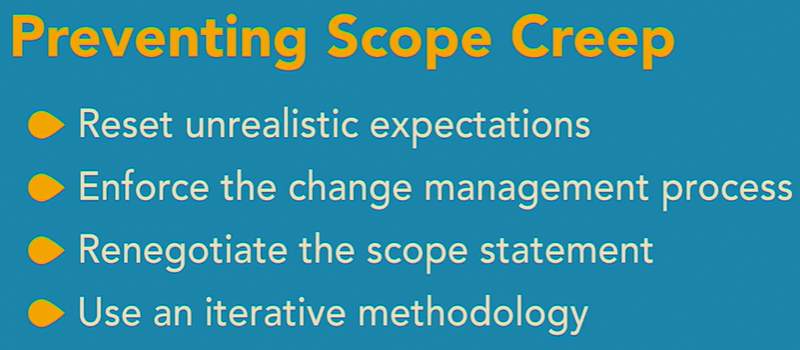 Preventing Scope Creep
Reset unrealistic expectations
Enforce the change management process
Renegotiate the scope statement
Use an iterative methodology